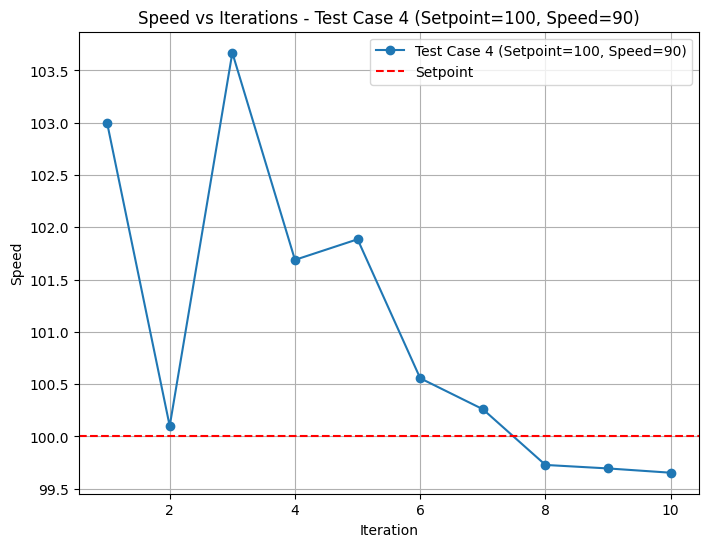 Speed vs Iterations - Test Case 4 (Setpoint=100, Speed=90)
Test Case 4 (Setpoint=100, Speed=90)
Setpoint
103.5
103.0
102.5
102.0
101.5
101.0
100.5
100.0
99.5
Speed
2
4
6
8
10
Iteration